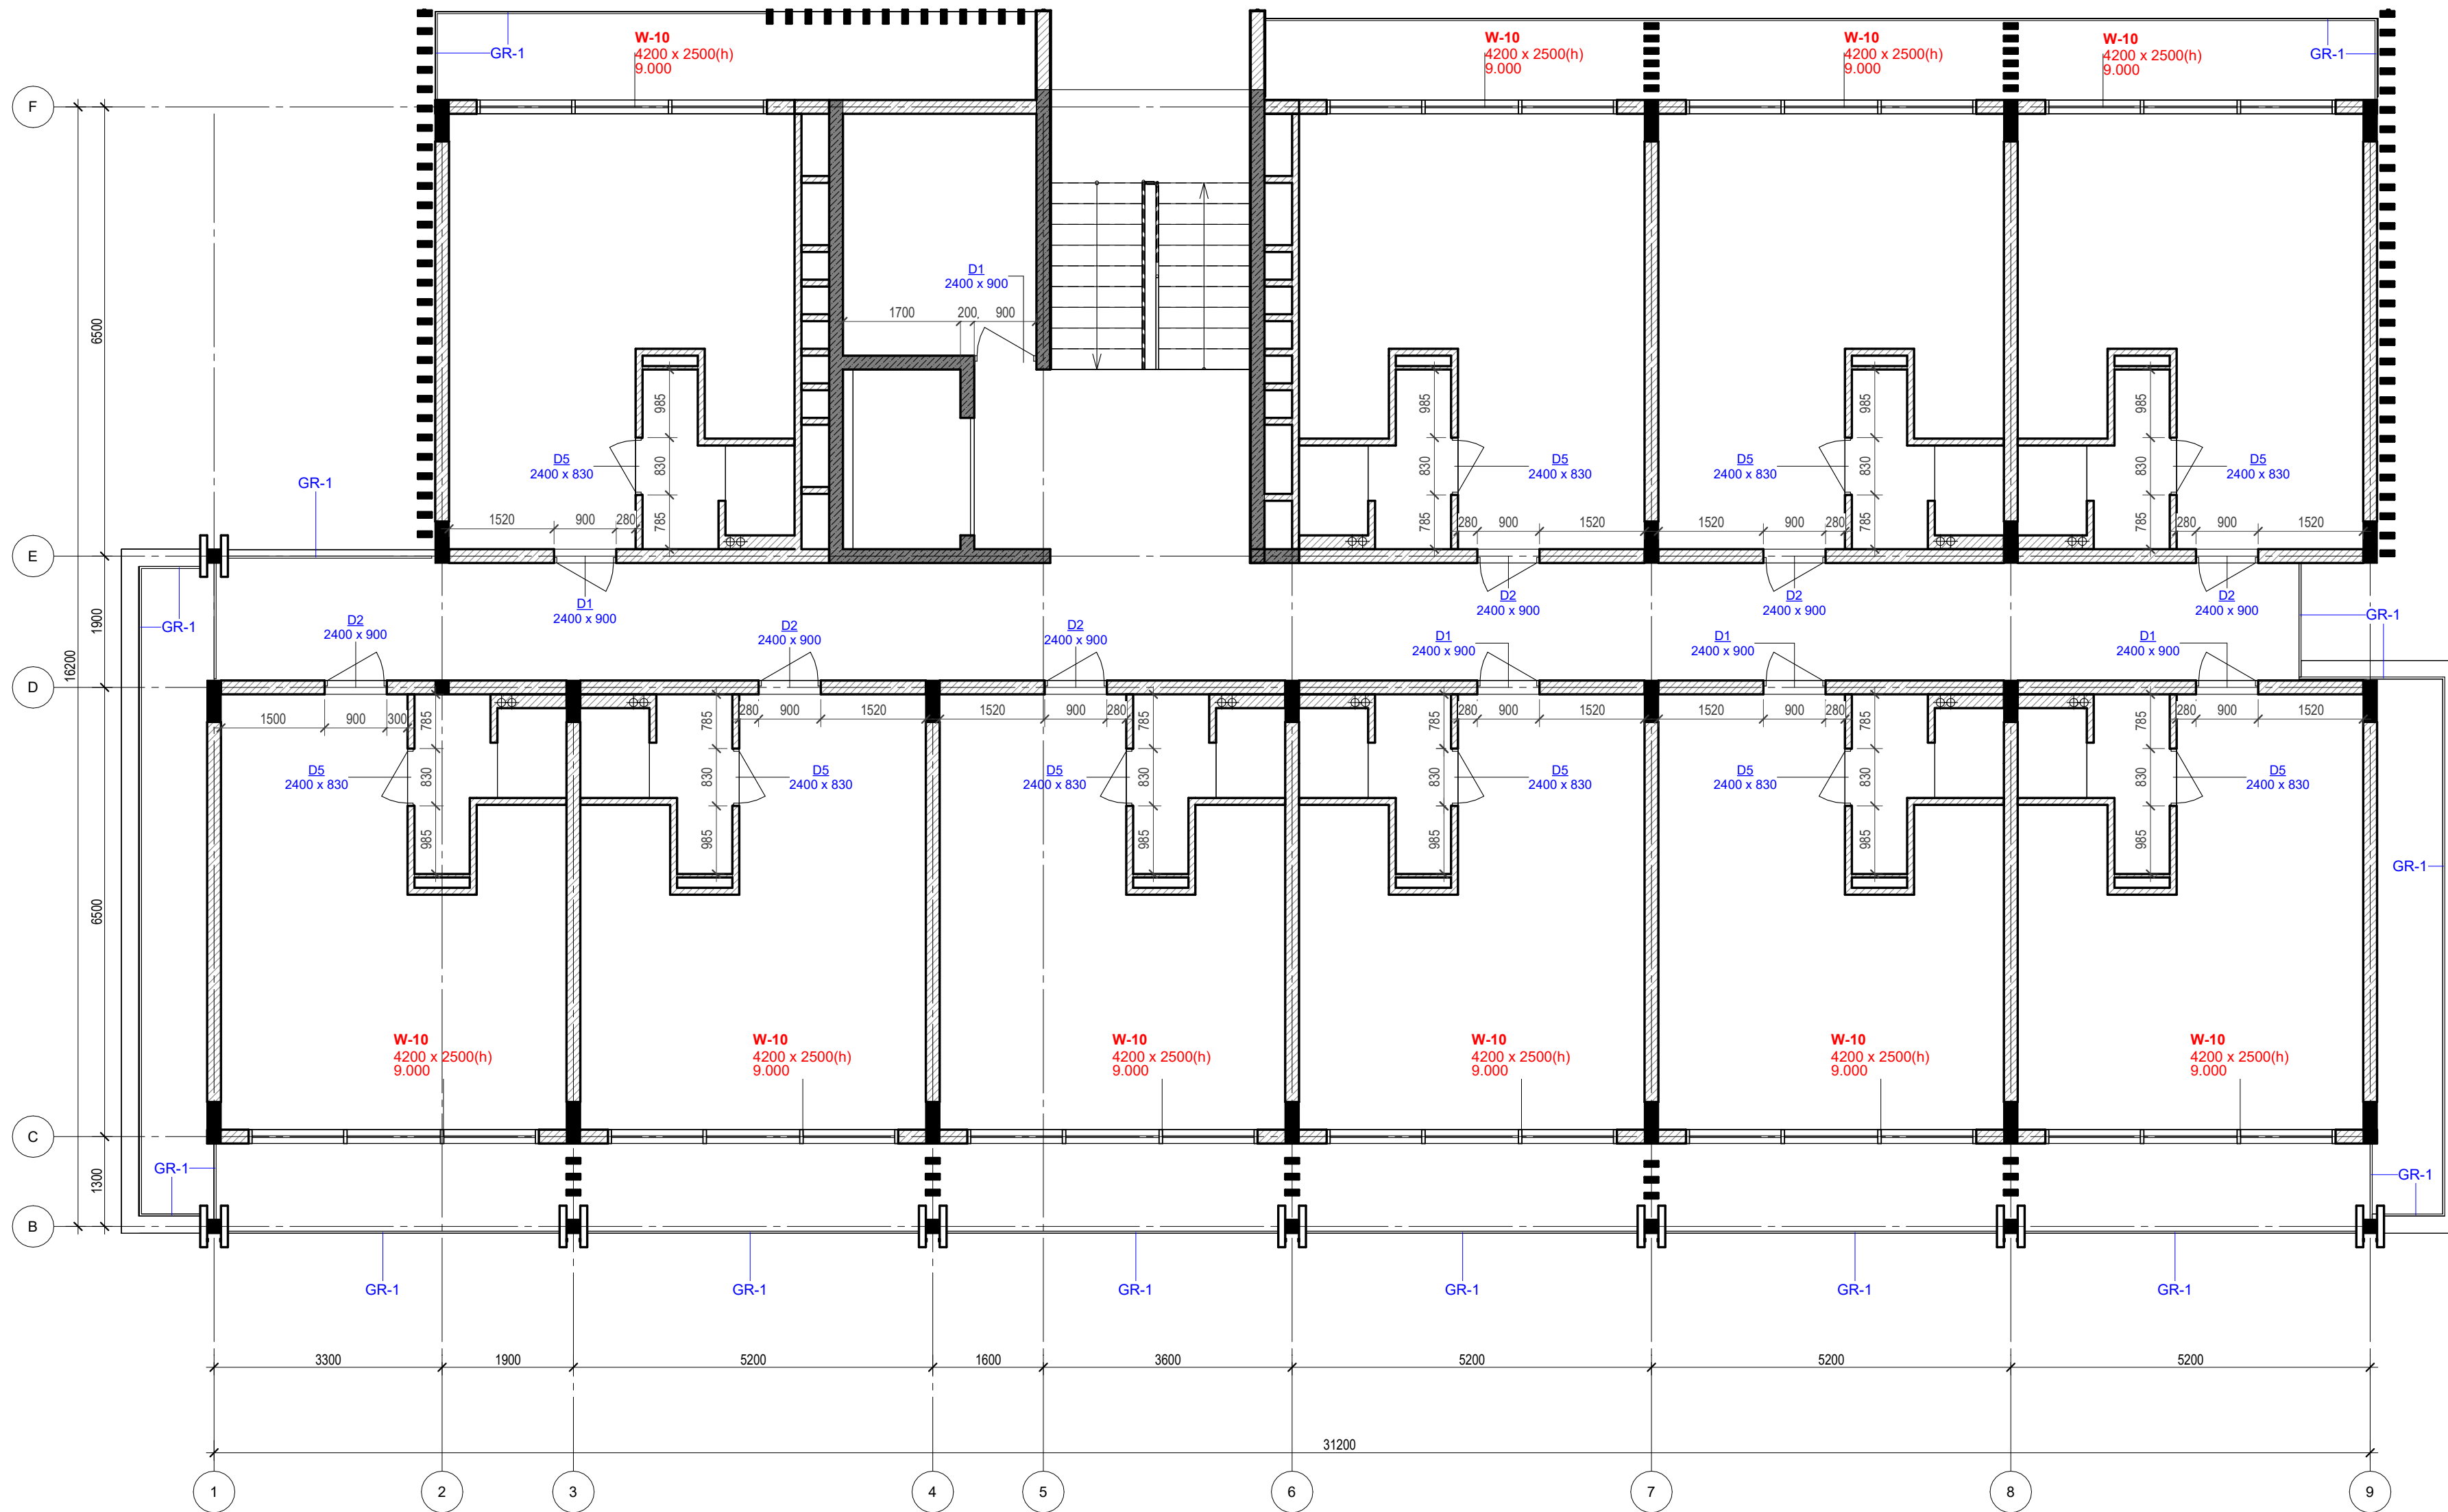 W-10
4200 x 2500(h)
9.000
W-10
4200 x 2500(h)
9.000
W-10
4200 x 2500(h)
9.000
W-10
4200 x 2500(h)
9.000
GR-1
GR-1
F
D1
2400 x 900
1700
200
900
6500
985
985
985
985
D5
2400 x 830
830
830
D5
2400 x 830
D5
2400 x 830
830
830
D5
2400 x 830
GR-1
1520
900
280
785
785
280
900
1520
1520
900
280
785
785
280
900
1520
E
D1
2400 x 900
D2
2400 x 900
D2
2400 x 900
D2
2400 x 900
1900
GR-1
D2
2400 x 900
D2
2400 x 900
D2
2400 x 900
D1
2400 x 900
D1
2400 x 900
D1
2400 x 900
GR-1
16200
D
1500
900
300
785
785
280
900
1520
1520
900
280
785
785
280
900
1520
1520
900
280
785
785
280
900
1520
D5
2400 x 830
830
830
D5
2400 x 830
D5
2400 x 830
830
830
D5
2400 x 830
D5
2400 x 830
830
830
D5
2400 x 830
985
985
985
985
985
985
GR-1
6500
W-10
4200 x 2500(h)
9.000
W-10
4200 x 2500(h)
9.000
W-10
4200 x 2500(h)
9.000
W-10
4200 x 2500(h)
9.000
W-10
4200 x 2500(h)
9.000
W-10
4200 x 2500(h)
9.000
C
GR-1
GR-1
1300
B
GR-1
GR-1
GR-1
GR-1
GR-1
GR-1
3300
1900
5200
1600
3600
5200
5200
5200
31200
1
2
3
4
5
6
7
8
9